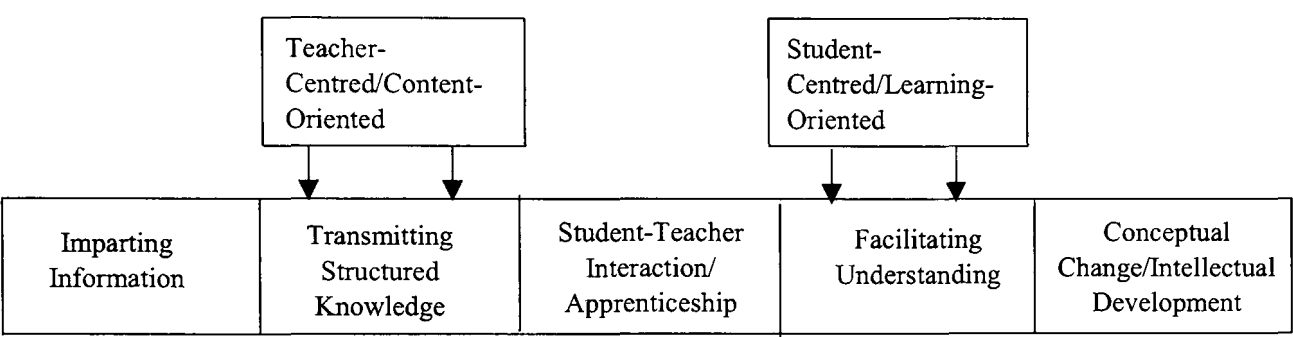 Teacher-
Centred/Content-
Oriented
Student-
Centred/Learning-
Oriented
Imparting
Information
Transmitting
Structured
Knowledge
Student-Teacher
Interaction/
Apprenticeship
Facilitating
Understanding
Conceptual
Change/Intellectual
Development